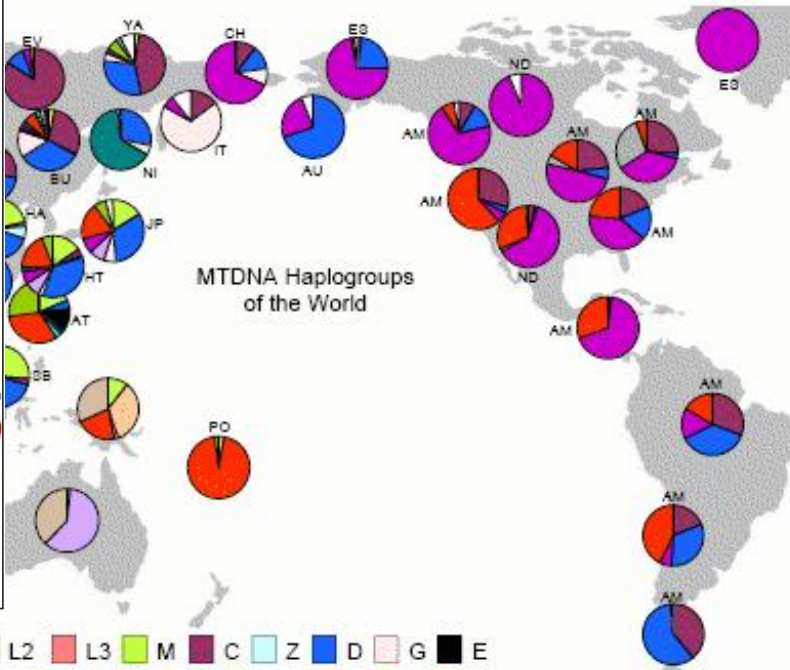 YA
EV
CH
ES
ND
ES
AM
AM
AM
BU
NI
IT
AU
AM
HA
JP
AM
ND
HT
MTDNA Haplogroups
of the World
AT
AM
SB
AM
PO
AM
AM
L2 L3 M C Z D G E